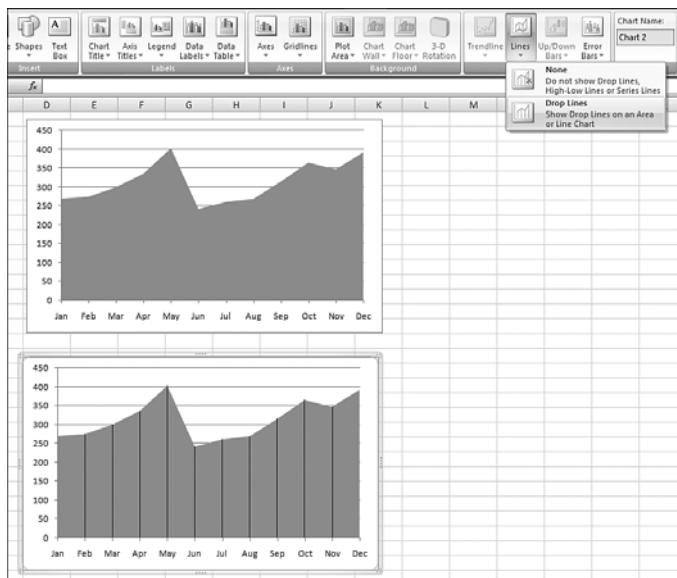 Chart Name:
e Shapes Text Box Chart Title Axis Titles Legend Data Labels Data Table Axes Gridlines Plot Area Chart Wall Chart Floor 3-D Rotation Trendline Lines Up/Down Bars Error Bars Chart 2
Insert Labels Axes Background
None
Do not show Drop Lines,
High-Low Lines or Series Lines
Drop Lines
Show Drop Lines on an Area
or Line Chart
fx
D E F G H I J K L M
450
400
350
300
250
200
150
100
50
0
Jan Feb Mar Apr May Jun Jul Aug Sep Oct Nov Dec
450
400
350
300
250
200
150
100
50
0
Jan Feb Mar Apr May Jun Jul Aug Sep Oct Nov Dec